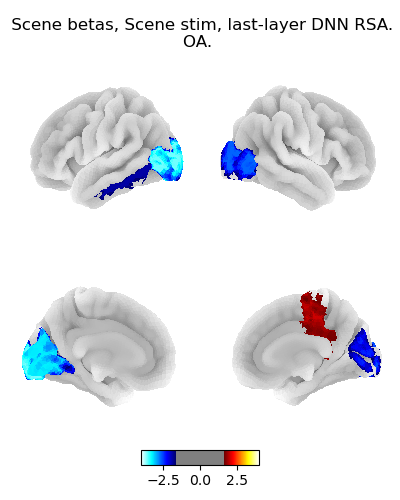 Scene betas, Scene stim, last-layer DNN RSA.
OA.
−2.5 0.0 2.5